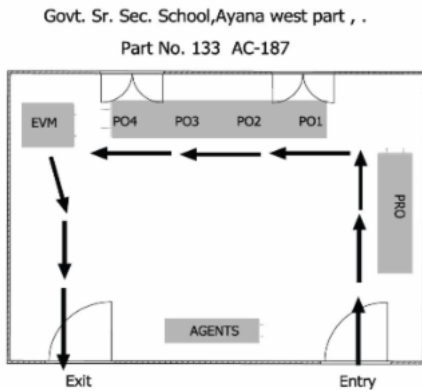 Govt. Sr. Sec. School,Ayana west part , .
Part No. 133 AC-187
EVM
PO4 PO3 PO2 PO1
PRO
AGENTS
Exit Entry